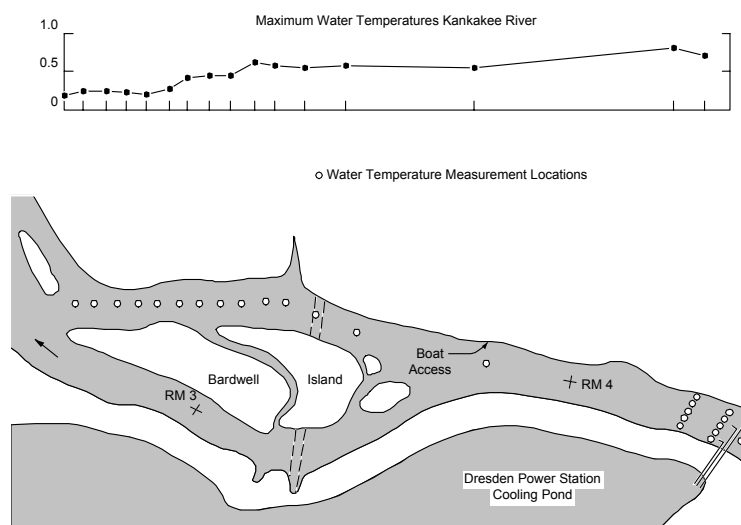 Maximum Water Temperatures Kankakee River
1.0
0.5
0
Water Temperature Measurement Locations
Boat
Access
Bardwell
Island
RM 3
RM 4
Dresden Power Station
Cooling Pond